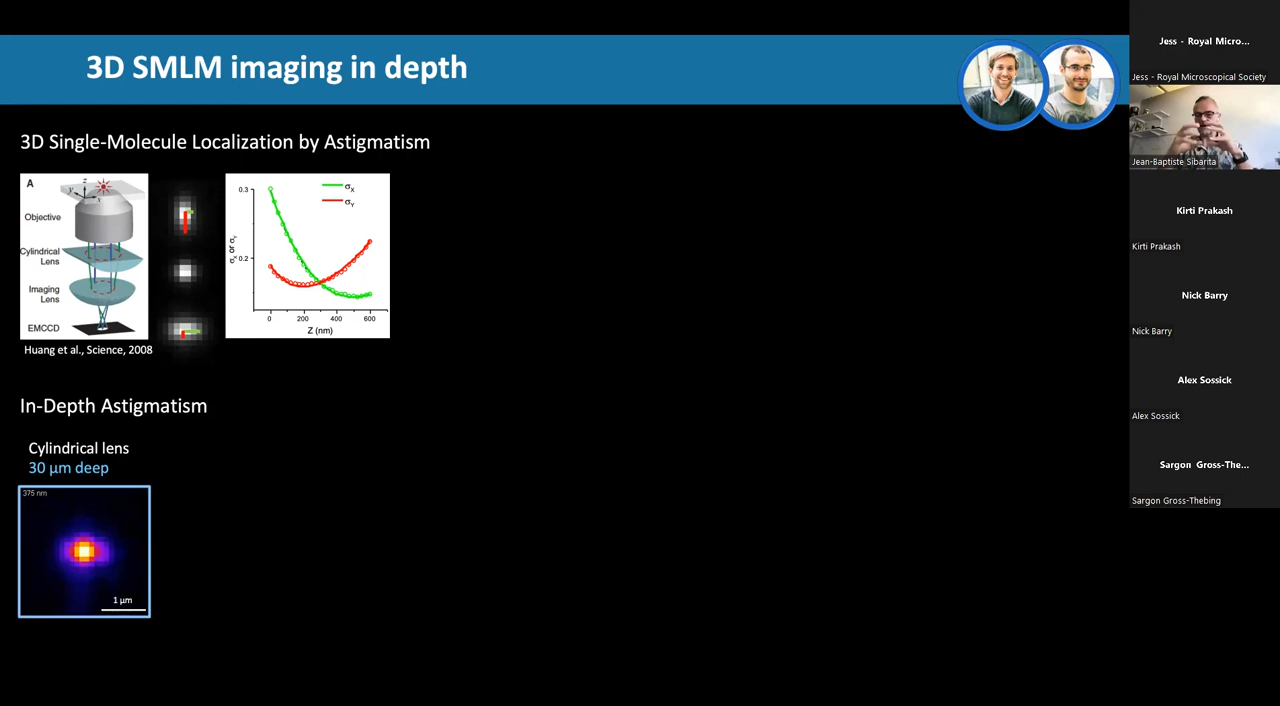 3D SMLM imaging in depth
3D Single-Molecule Localization by Astigmatism
A
z
y
x
Objective
Cylindrical
Lens
Imaging
Lens
EMCCD
Huang et al., Science, 2008
σX
σY
0.3
0.2
σX or σY
0
200
400
600
Z (nm)
In-Depth Astigmatism
Cylindrical lens
30 µm deep
375 nm
1 µm
Jess - Royal Micro...
Jess - Royal Microscopical Society
Jean-Baptiste Sibarita
Kirti Prakash
Kirti Prakash
Nick Barry
Nick Barry
Alex Sossick
Alex Sossick
Sargon Gross-The...
Sargon Gross-Thebing